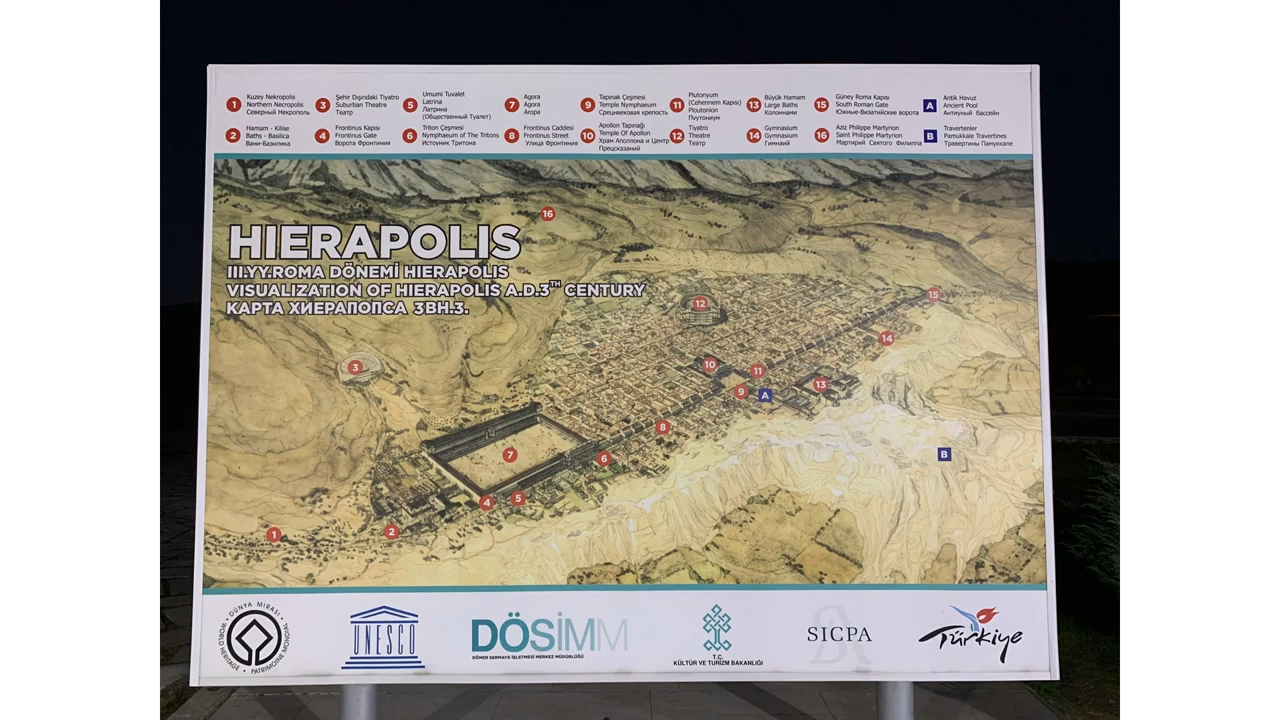 1 Kuzey Nekropolis
Northern Necropolis
Северный Некрополь
2 Hamam - Kilise
Baths - Basilica
Вани-Базилика
3 Şehir Dışındaki Tiyatro
Suburban Theatre
Театр
4 Frontinus Kapısı
Frontinus Gate
Ворота Фронтиния
5 Umumi Tuvalet
Latrina
Латрина
(Общественный Туалет)
6 Triton Çeşmesi
Nymphaeum of The Tritons
Источник Тритона
7 Agora
Agora
Агора
8 Frontinus Caddesi
Frontinus Street
Улица Фронтиния
9 Tapınak Çeşmesi
Temple Nymphaeum
Срецневковая крепость
10 Apollon Tapınağı
Temple Of Apollon
Храм Аполлона и Центр
Прецсказаний
11 Plutonyum
(Cehennem Kapısı)
Ploutonion
Плутониум
12 Tiyatro
Theatre
Театр
13 Büyük Hamam
Large Baths
Колоннами
14 Gymnasium
Gymnasium
Гимнаий
15 Güney Roma Kapısı
South Roman Gate
Южные-Византийские ворота
16 Aziz Philippe Martyrion
Saint Philippe Martyrion
Мартирий Святого Филиппа
A Antik Havuz
Ancient Pool
Антиуный бассейн
B Travertenler
Pamukkale Travertines
Травертины Памуккале
16
HIERAPOLIS
III.YY.ROMA DÖNEMİ HIERAPOLIS
VISUALIZATION OF HIERAPOLIS A.D.3TH CENTURY
КАРТА ХИЕРАПОПСА 3ВН.3.
15
12
14
3
10
11
13
9
A
8
7
6
B
5
4
2
1
DÜNYA MİRASI • WORLD HERITAGE • PATRIMOINE MONDIAL
UNESCO
DÖSİMM
DÖNER SERMAYE İŞLETMESİ MERKEZ MÜDÜRLÜĞÜ
T.C.
KÜLTÜR VE TURİZM BAKANLIĞI
SICPA
Türkiye